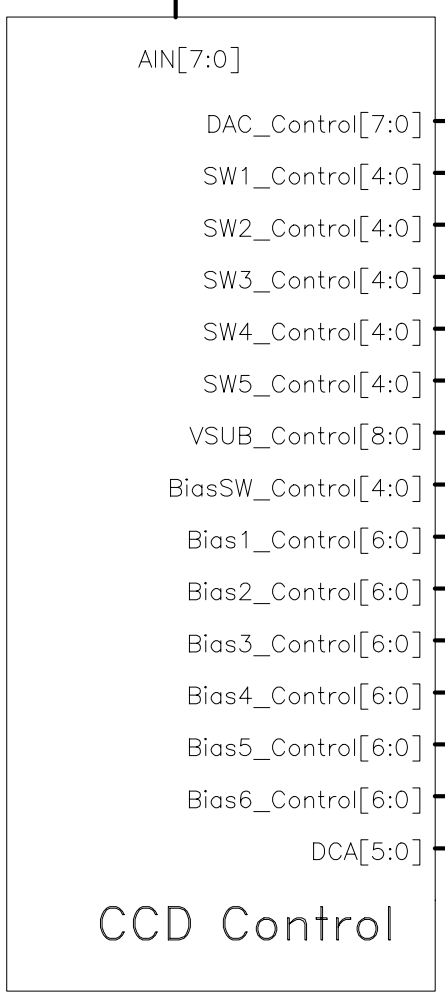 AIN[7:0]
DAC_Control[7:0]
SW1_Control[4:0]
SW2_Control[4:0]
SW3_Control[4:0]
SW4_Control[4:0]
SW5_Control[4:0]
VSUB_Control[8:0]
BiasSW_Control[4:0]
Bias1_Control[6:0]
Bias2_Control[6:0]
Bias3_Control[6:0]
Bias4_Control[6:0]
Bias5_Control[6:0]
Bias6_Control[6:0]
DCA[5:0]
CCD Control